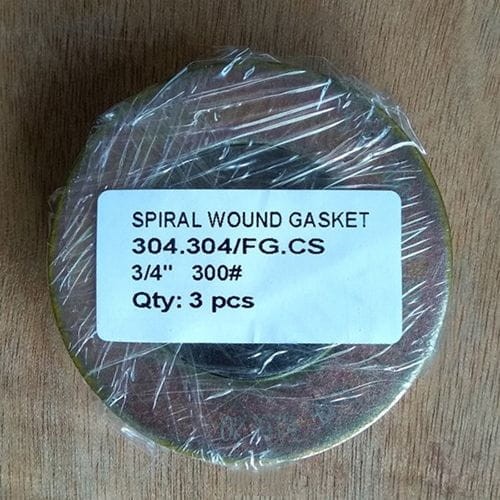 SPIRAL WOUND GASKET
304.304/FG.CS
3/4" 300#
Qty: 3 pcs